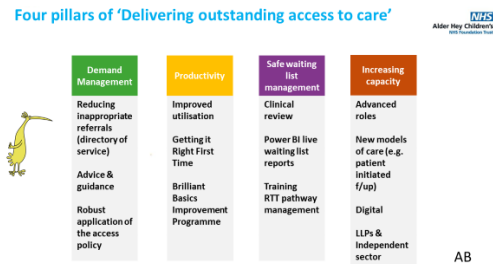 Four pillars of ‘Delivering outstanding access to care’
NHS
Alder Hey Children's
NHS Foundation Trust
Demand
Management
Reducing
inappropriate
referrals
(directory of
service)
Advice &
guidance
Robust
application of
the access
policy
Productivity
Improved
utilisation
Getting it
Right First
Time
Brilliant
Basics
Improvement
Programme
Safe waiting
list
management
Clinical
review
Power BI live
waiting list
reports
Training
RTT pathway
management
Increasing
capacity
Advanced
roles
New models
of care (e.g.
patient
initiated
f/up)
Digital
LLPs &
Independent
sector
AB